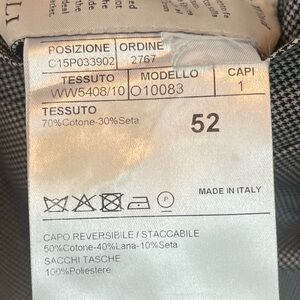 POSIZIONE ORDINE
C15P033902 2767
TESSUTO MODELLO CAPI
WW5408/10 O10083 1
TESSUTO
70%Cotone-30%Seta
52
MADE IN ITALY
P
CAPO REVERSIBILE / STACCABILE
50%Cotone-40%Lana-10%Seta
SACCHI TASCHE
100%Poliestere